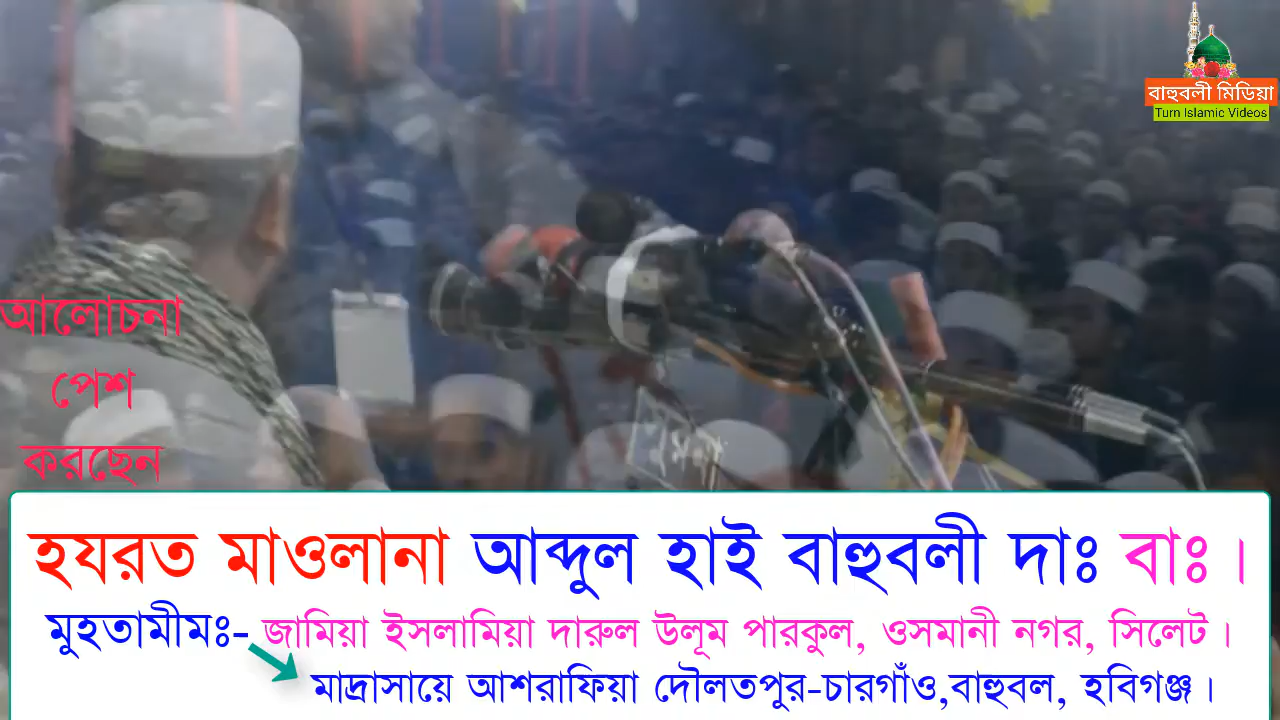 বাহুবলী মিডিয়া
Turn Islamic Videos
আলোচনা
পেশ
করছেন
হযরত মাওলানা আব্দুল হাই বাহুবলী দাঃ বাঃ।
মুহতামীমঃ- জামিয়া ইসলামিয়া দারুল উলূম পারকুল, ওসমানী নগর, সিলেট।
মাদ্রাসায়ে আশরাফিয়া দৌলতপুর-চারগাঁও,বাহুবল, হবিগঞ্জ।